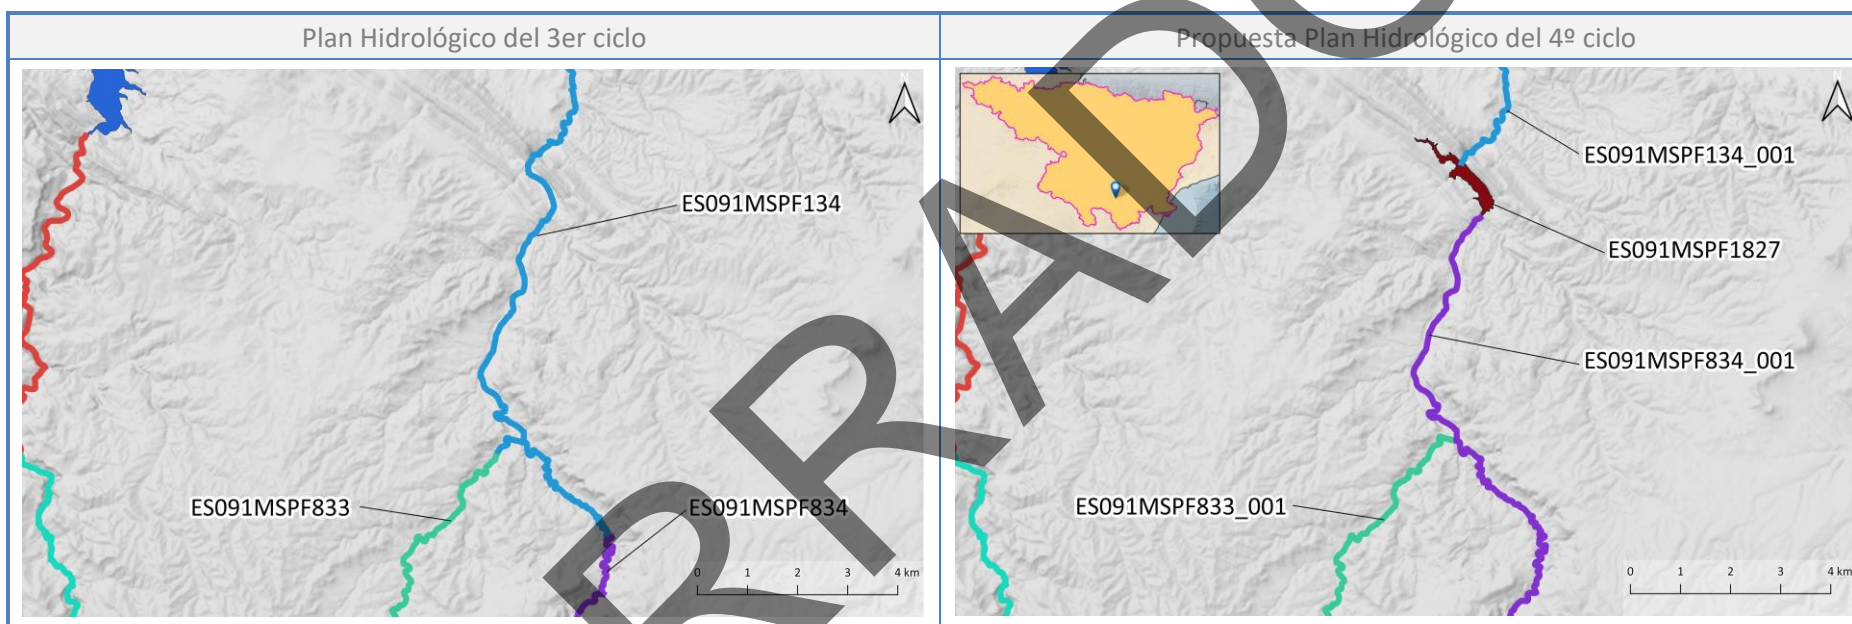 Plan Hidrológico del 3er ciclo
Propuesta Plan Hidrológico del 4º ciclo
ES091MSPF134
ES091MSPF833
ES091MSPF834
0 1 2 3 4 km
ES091MSPF134_001
ES091MSPF1827
ES091MSPF834_001
ES091MSPF833_001
0 1 2 3 4 km
RRADO